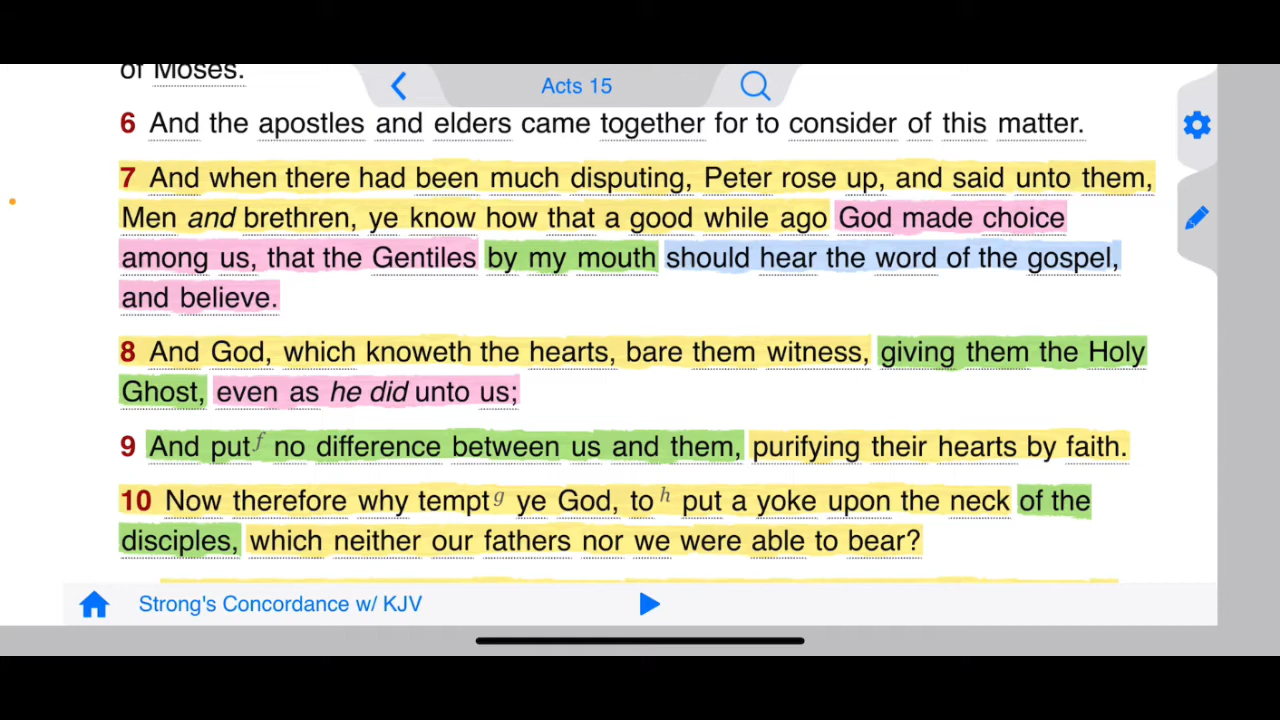 of Moses.
Acts 15
6 And the apostles and elders came together for to consider of this matter.
7 And when there had been much disputing, Peter rose up, and said unto them,
Men and brethren, ye know how that a good while ago God made choice
among us, that the Gentiles by my mouth should hear the word of the gospel,
and believe.
8 And God, which knoweth the hearts, bare them witness, giving them the Holy
Ghost, even as he did unto us;
9 And put f no difference between us and them, purifying their hearts by faith.
10 Now therefore why tempt g ye God, to h put a yoke upon the neck of the
disciples, which neither our fathers nor we were able to bear?
Strong's Concordance w/ KJV